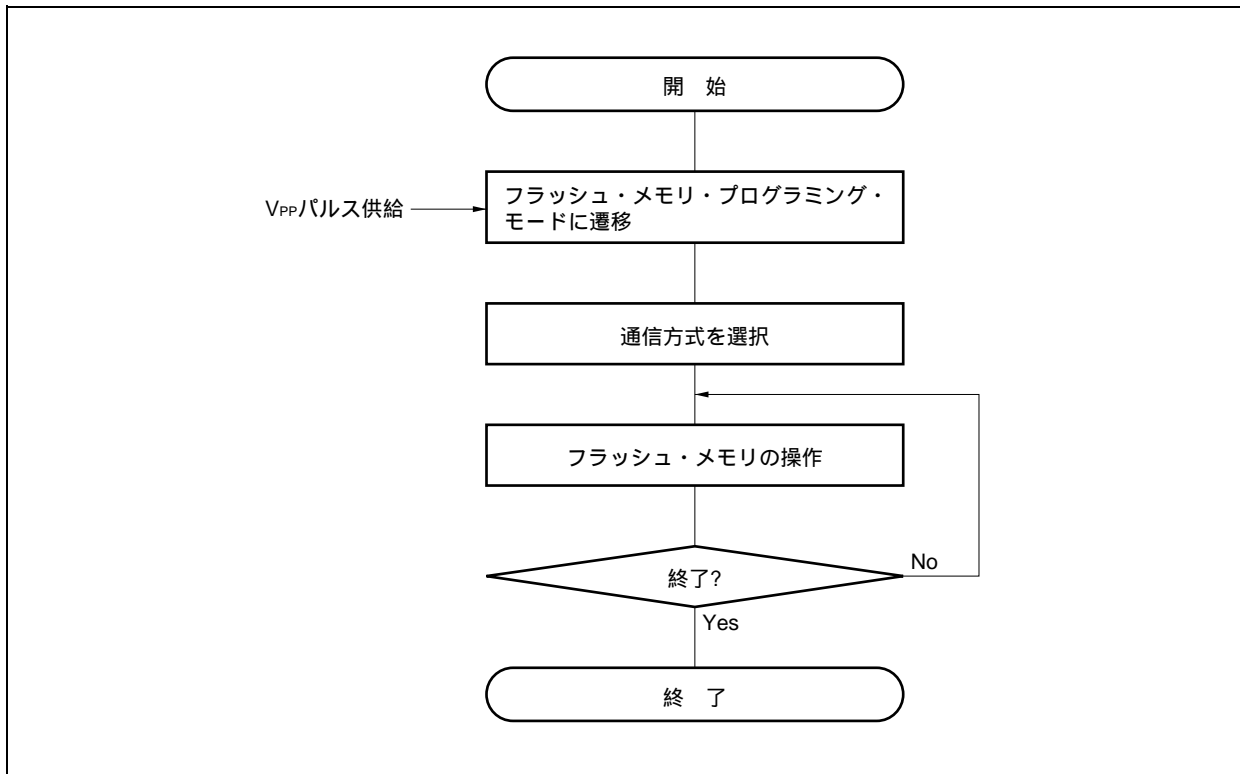 開　始
VPPパルス供給
フラッシュ・メモリ・プログラミング・
モードに遷移
通信方式を選択
フラッシュ・メモリの操作
終了?
No
Yes
終　了